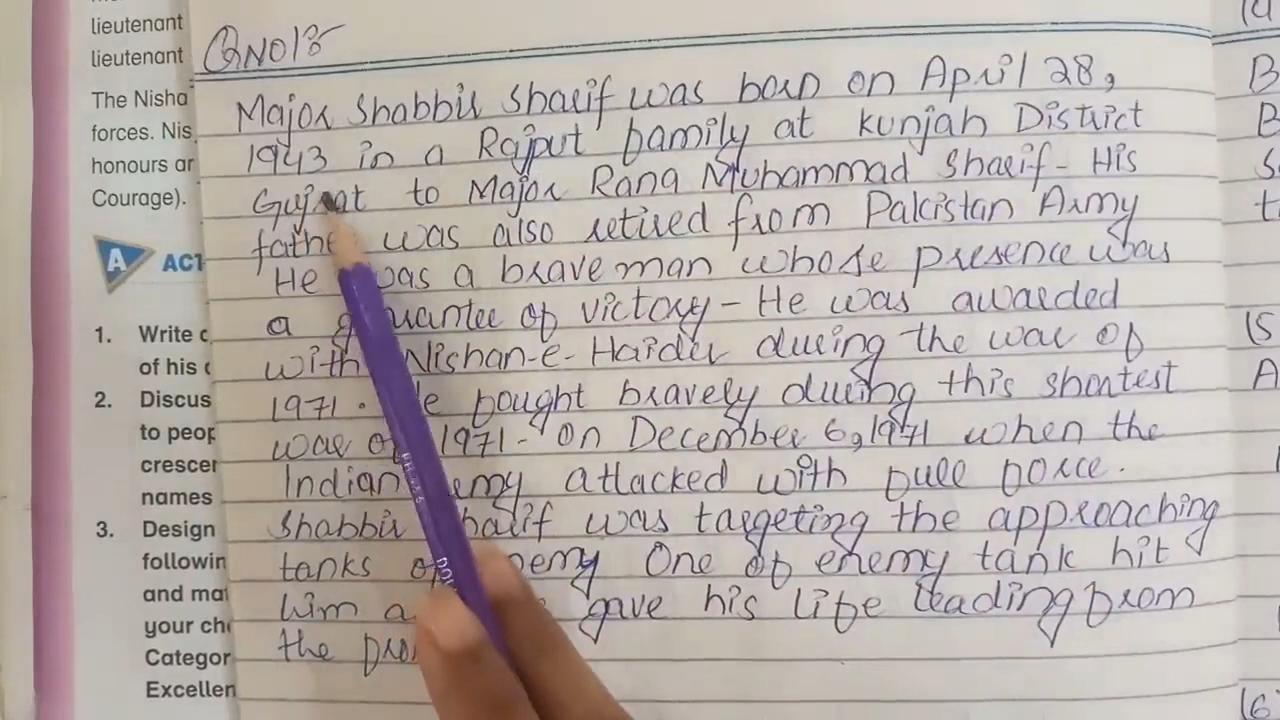 lieutenant
lieutenant
The Nisha
forces. Nis
honours ar
Courage).
A ACT
1. Write
of his
2. Discus
to peop
crescen
names
3. Design
followin
and ma
your ch
Categor
Excellen
QNO1:-
Major Shabbir Sharif was born on April 28,
1943 in a Rajput family at Kunjah District
Gujrat to Major Rana Muhammad Sharif- His
father was also retired from Pakistan Army
He was a brave man whose presence was
a guarantee of victory- He was awarded
with Nishan-e-Haider during the war of
1971. He fought bravely during this shortest
war of 1971- On December 6, 1971 when the
Indian Army attacked with full force.
Shabbir Sharif was targeting the approaching
tanks of enemy One of enemy tank hit
him gave his life leading from
the
B
B
S
t
(5
A
(6